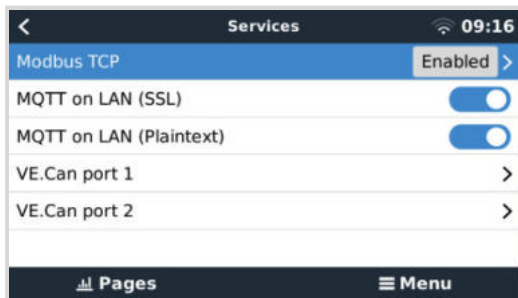 Services 09:16
Modbus TCP Enabled
MQTT on LAN (SSL)
MQTT on LAN (Plaintext)
VE.Can port 1
VE.Can port 2
Pages Menu